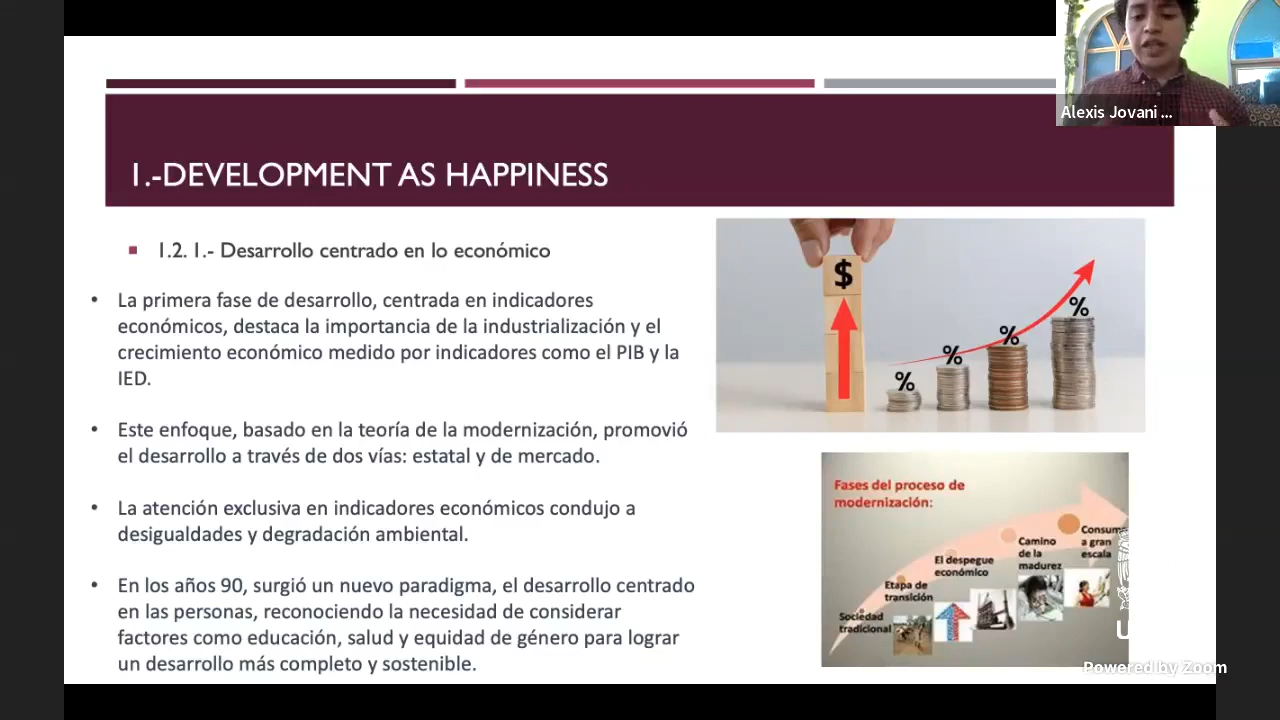 Alexis Jovani ...
1.-DEVELOPMENT AS HAPPINESS
1.2. 1.- Desarrollo centrado en lo económico
• La primera fase de desarrollo, centrada en indicadores
económicos, destaca la importancia de la industrialización y el
crecimiento económico medido por indicadores como el PIB y la
IED.
• Este enfoque, basado en la teoría de la modernización, promovió
el desarrollo a través de dos vías: estatal y de mercado.
• La atención exclusiva en indicadores económicos condujo a
desigualdades y degradación ambiental.
• En los años 90, surgió un nuevo paradigma, el desarrollo centrado
en las personas, reconociendo la necesidad de considerar
factores como educación, salud y equidad de género para lograr
un desarrollo más completo y sostenible.
$
%
%
%
%
Fases del proceso de
modernización:
Sociedad
tradicional
Etapa de
transición
El despegue
económico
Camino
de la
madurez
a gran
escala
Powered by Zoom